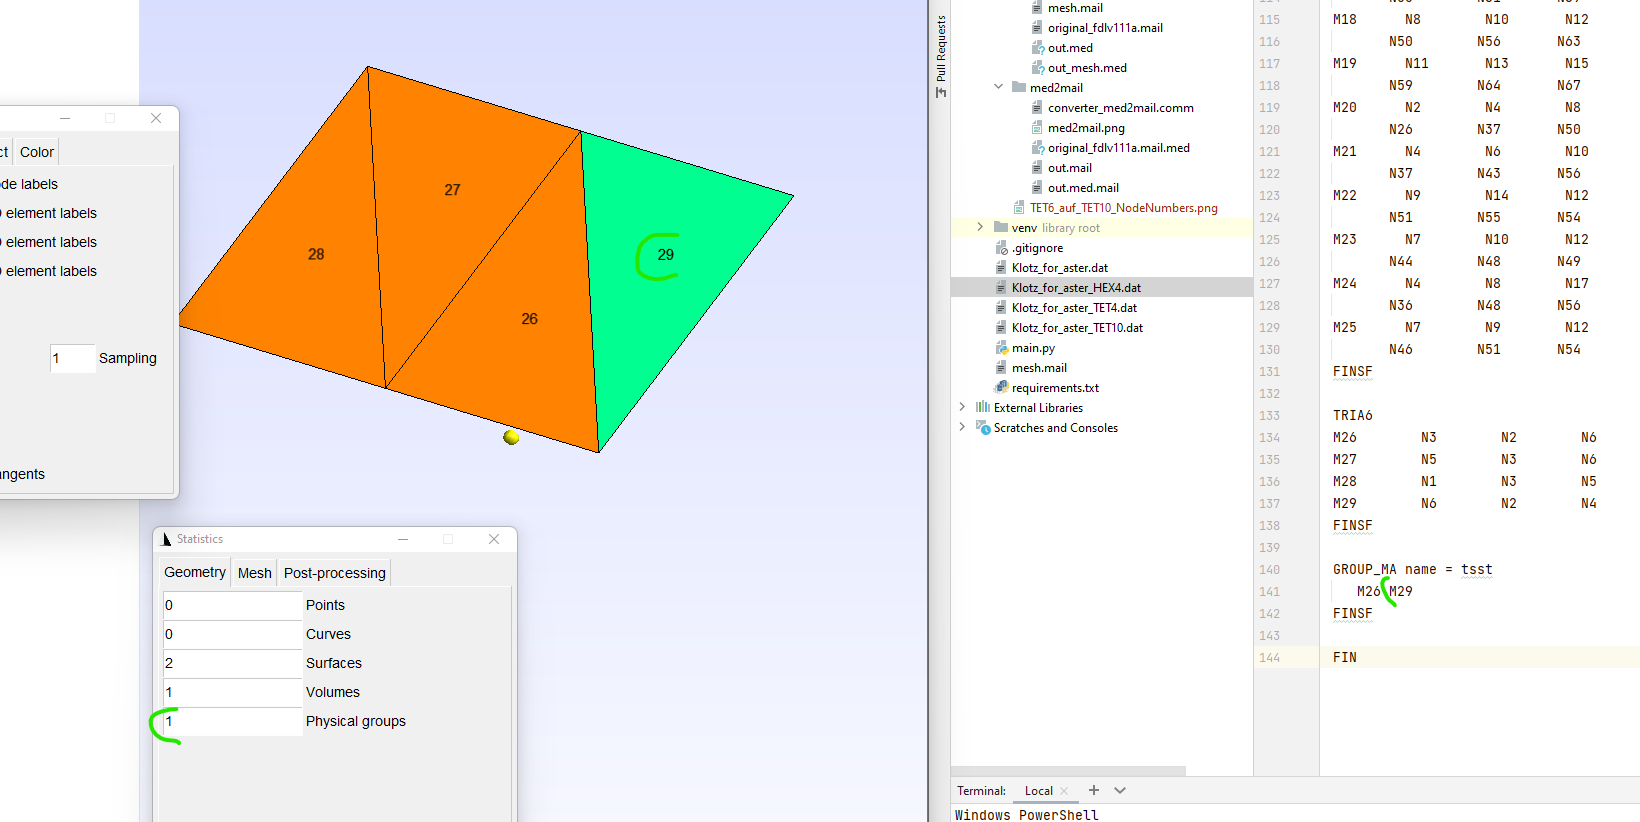 ct
Color
de labels
element labels
element labels
element labels
1 Sampling
angents
27
28
29
26
Statistics
Geometry
Mesh
Post-processing
0 Points
0 Curves
2 Surfaces
1 Volumes
1 Physical groups
Pull Requests
mesh.mail
original_fdlv111a.mail
out.med
out_mesh.med
med2mail
converter_med2mail.comm
med2mail.png
original_fdlv111a.mail.med
out.mail
out.med.mail
TET6_auf_TET10_NodeNumbers.png
venv library root
.gitignore
Klotz_for_aster.dat
Klotz_for_aster_HEX4.dat
Klotz_for_aster_TET4.dat
Klotz_for_aster_TET10.dat
main.py
mesh.mail
requirements.txt
External Libraries
Scratches and Consoles
115 M18 N8 N10 N12
116 N50 N56 N63
117 M19 N11 N13 N15
118 N59 N64 N67
119 M20 N2 N4 N8
120 N26 N37 N50
121 M21 N4 N6 N10
122 N37 N43 N56
123 M22 N9 N14 N12
124 N51 N55 N54
125 M23 N7 N10 N12
126 N44 N48 N49
127 M24 N4 N8 N17
128 N36 N48 N56
129 M25 N7 N9 N12
130 N46 N51 N54
131 FINSF
132
133 TRIA6
134 M26 N3 N2 N6
135 M27 N5 N3 N6
136 M28 N1 N3 N5
137 M29 N6 N2 N4
138 FINSF
139
140 GROUP_MA name = tsst
141 M26 M29
142 FINSF
143
144 FIN
Terminal: Local
Windows PowerShell